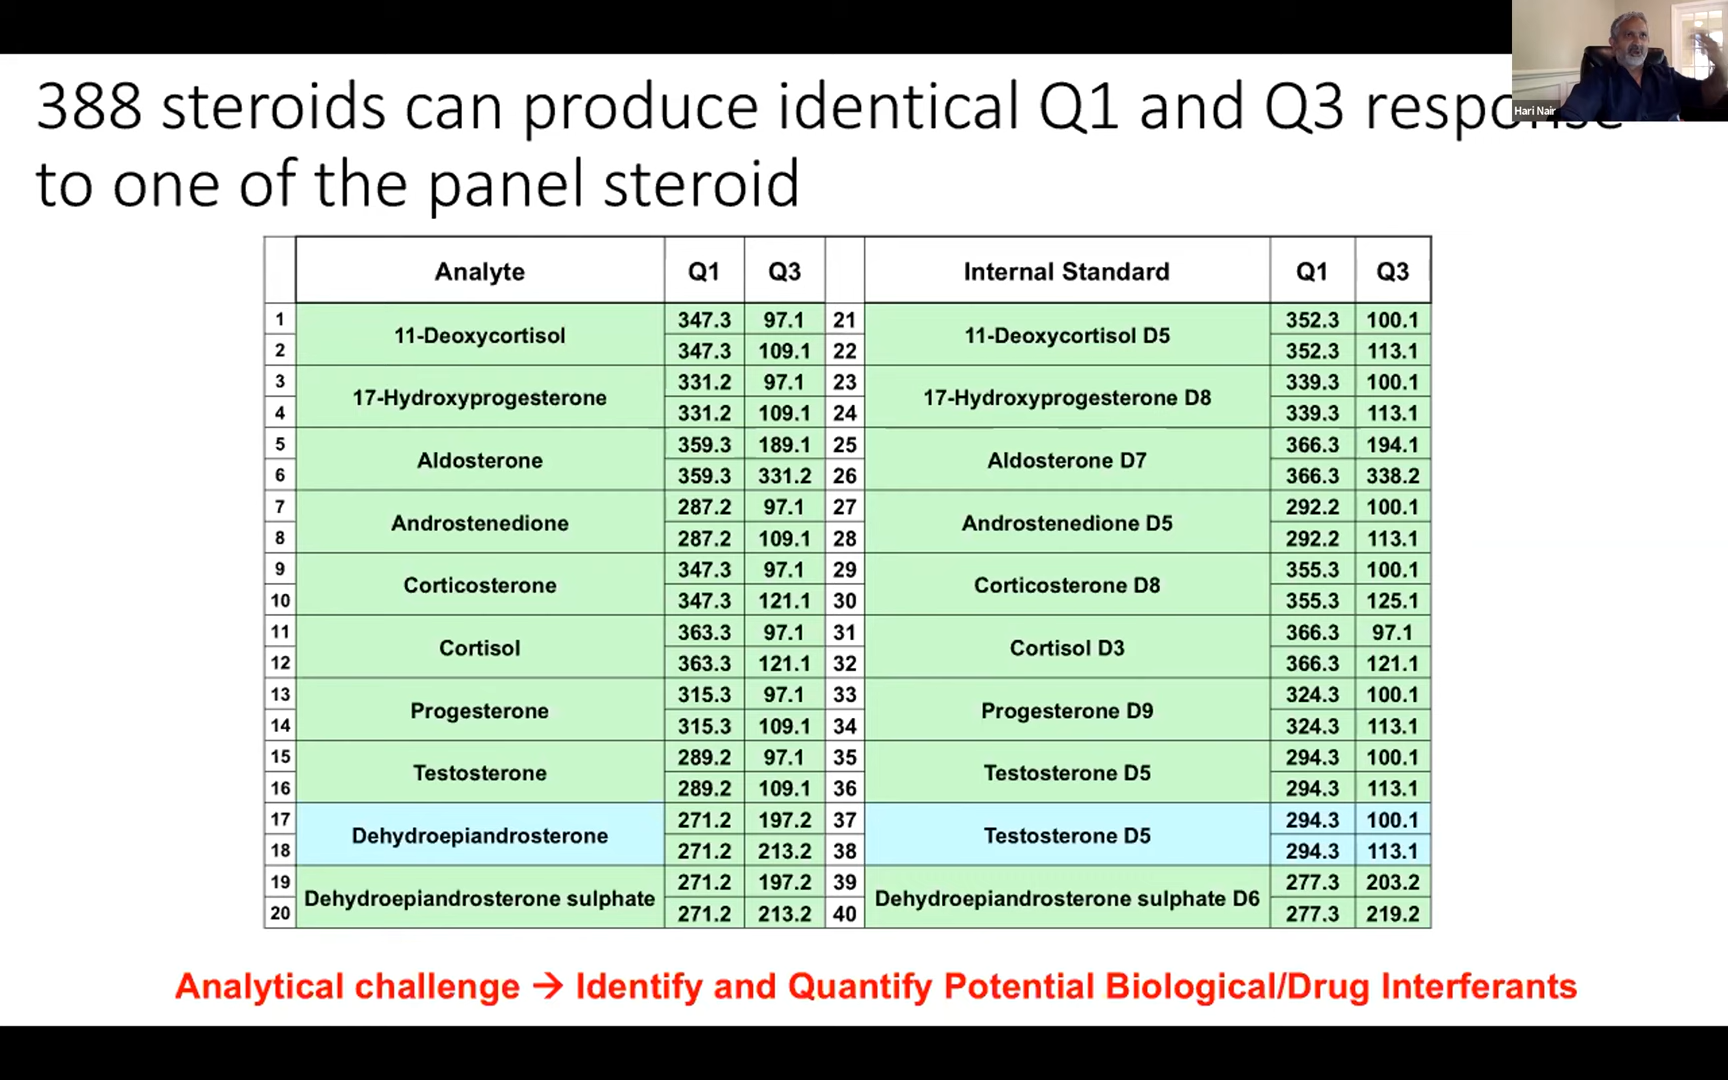 388 steroids can produce identical Q1 and Q3 response
to one of the panel steroid
Hari Nair
Analyte Q1 Q3 Internal Standard Q1 Q3
1 11-Deoxycortisol 347.3 97.1 21 11-Deoxycortisol D5 352.3 100.1
2 347.3 109.1 22 352.3 113.1
3 17-Hydroxyprogesterone 331.2 97.1 23 17-Hydroxyprogesterone D8 339.3 100.1
4 331.2 109.1 24 339.3 113.1
5 Aldosterone 359.3 189.1 25 Aldosterone D7 366.3 194.1
6 359.3 331.2 26 366.3 338.2
7 Androstenedione 287.2 97.1 27 Androstenedione D5 292.2 100.1
8 287.2 109.1 28 292.2 113.1
9 Corticosterone 347.3 97.1 29 Corticosterone D8 355.3 100.1
10 347.3 121.1 30 355.3 125.1
11 Cortisol 363.3 97.1 31 Cortisol D3 366.3 97.1
12 363.3 121.1 32 366.3 121.1
13 Progesterone 315.3 97.1 33 Progesterone D9 324.3 100.1
14 315.3 109.1 34 324.3 113.1
15 Testosterone 289.2 97.1 35 Testosterone D5 294.3 100.1
16 289.2 109.1 36 294.3 113.1
17 Dehydroepiandrosterone 271.2 197.2 37 Testosterone D5 294.3 100.1
18 271.2 213.2 38 294.3 113.1
19 Dehydroepiandrosterone sulphate 271.2 197.2 39 Dehydroepiandrosterone sulphate D6 277.3 203.2
20 271.2 213.2 40 277.3 219.2
Analytical challenge → Identify and Quantify Potential Biological/Drug Interferants